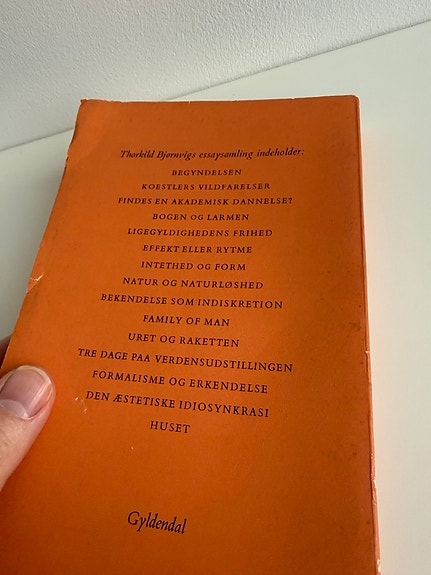 Thorkild Bjørnvigs essaysamling indeholder:
BEGYNDELSEN
KOESTLERS VILDFARELSER
FINDES EN AKADEMISK DANNELSE?
BOGEN OG LARMEN
LIGEGYLDIGHEDENS FRIHED
EFFEKT ELLER RYTME
INTETHED OG FORM
NATUR OG NATURLØSHED
BEKENDELSE SOM INDISKRETION
FAMILY OF MAN
URET OG RAKETTEN
TRE DAGE PAA VERDENSUDSTILLINGEN
FORMALISME OG ERKENDELSE
DEN ÆSTETISKE IDIOSYNKRASI
HUSET
Gyldendal